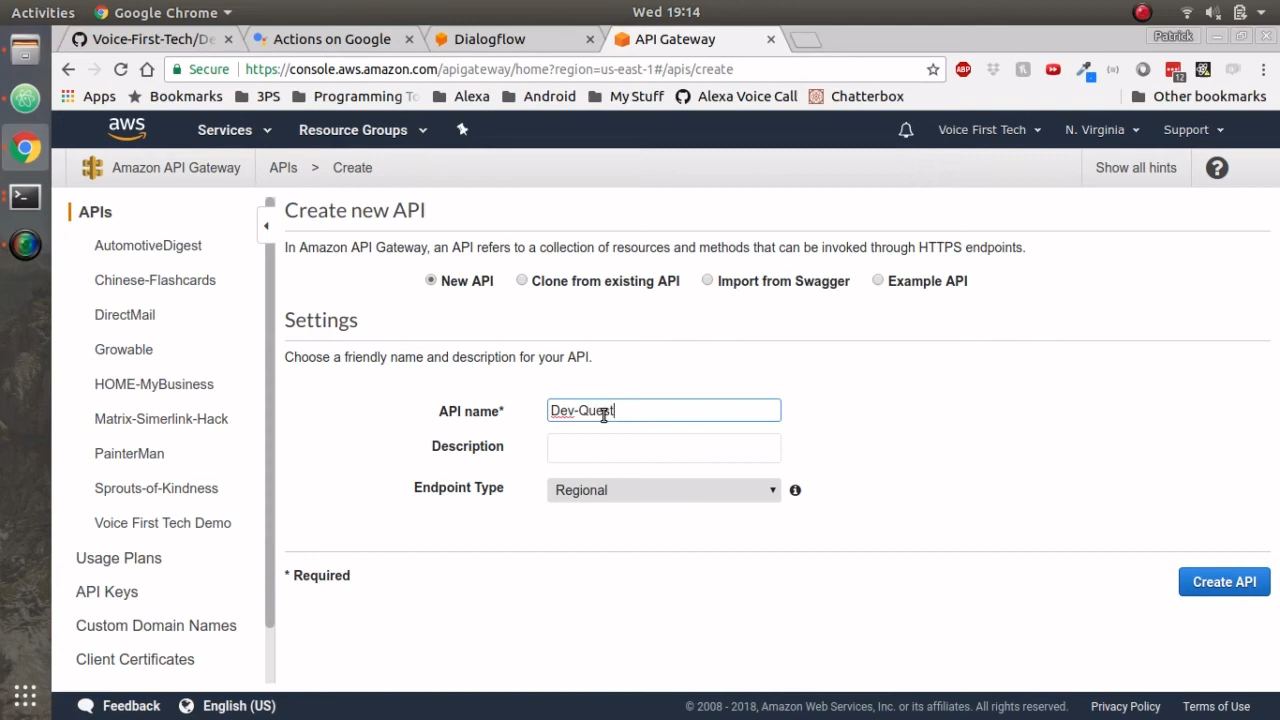 Activities Google Chrome Wed 19:14
Voice-First-Tech/De Actions on Google Dialogflow API Gateway Patrick
Secure https://console.aws.amazon.com/apigateway/home?region=us-east-1#/apis/create ABP 12
Apps Bookmarks 3PS Programming To Alexa Android My Stuff Alexa Voice Call Chatterbox Other bookmarks
aws Services Resource Groups Voice First Tech N. Virginia Support
Amazon API Gateway APIs > Create Show all hints ?
APIs
AutomotiveDigest
Chinese-Flashcards
DirectMail
Growable
HOME-MyBusiness
Matrix-Simerlink-Hack
PainterMan
Sprouts-of-Kindness
Voice First Tech Demo
Usage Plans
API Keys
Custom Domain Names
Client Certificates
Create new API
In Amazon API Gateway, an API refers to a collection of resources and methods that can be invoked through HTTPS endpoints.
New API Clone from existing API Import from Swagger Example API
Settings
Choose a friendly name and description for your API.
API name* Dev-Quest
Description
Endpoint Type Regional
* Required
Create API
Feedback English (US) © 2008 - 2018, Amazon Web Services, Inc. or its affiliates. All rights reserved. Privacy Policy Terms of Use